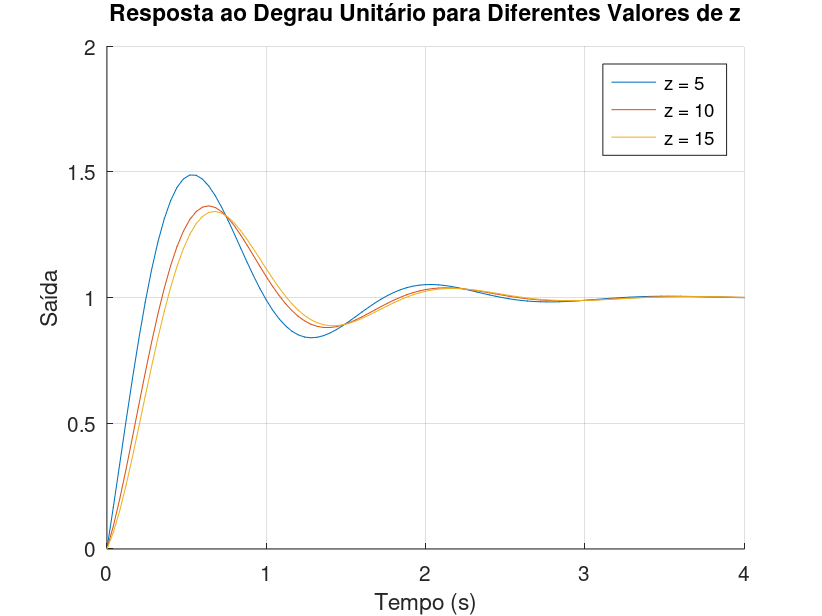 Resposta ao Degrau Unitário para Diferentes Valores de z
2
1.5
1
0.5
0
Saída
z = 5
z = 10
z = 15
0 1 2 3 4
Tempo (s)